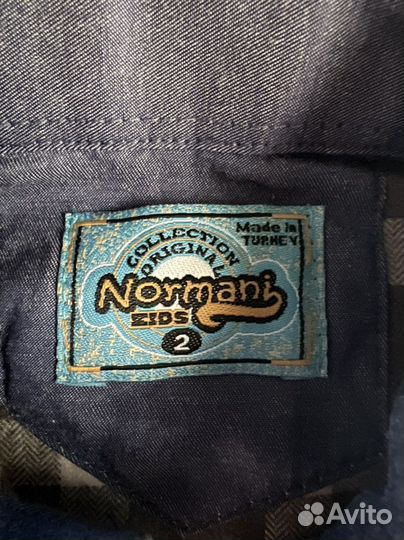 COLLECTION
ORIGINAL
Made in
TURKEY
Normani
KIDS
2
Avito